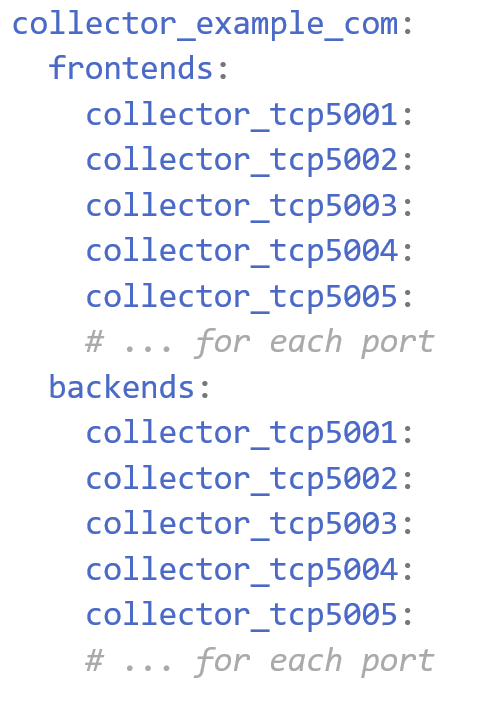 collector_example_com:
  frontends:
    collector_tcp5001:
    collector_tcp5002:
    collector_tcp5003:
    collector_tcp5004:
    collector_tcp5005:
    # ... for each port
  backends:
    collector_tcp5001:
    collector_tcp5002:
    collector_tcp5003:
    collector_tcp5004:
    collector_tcp5005:
    # ... for each port